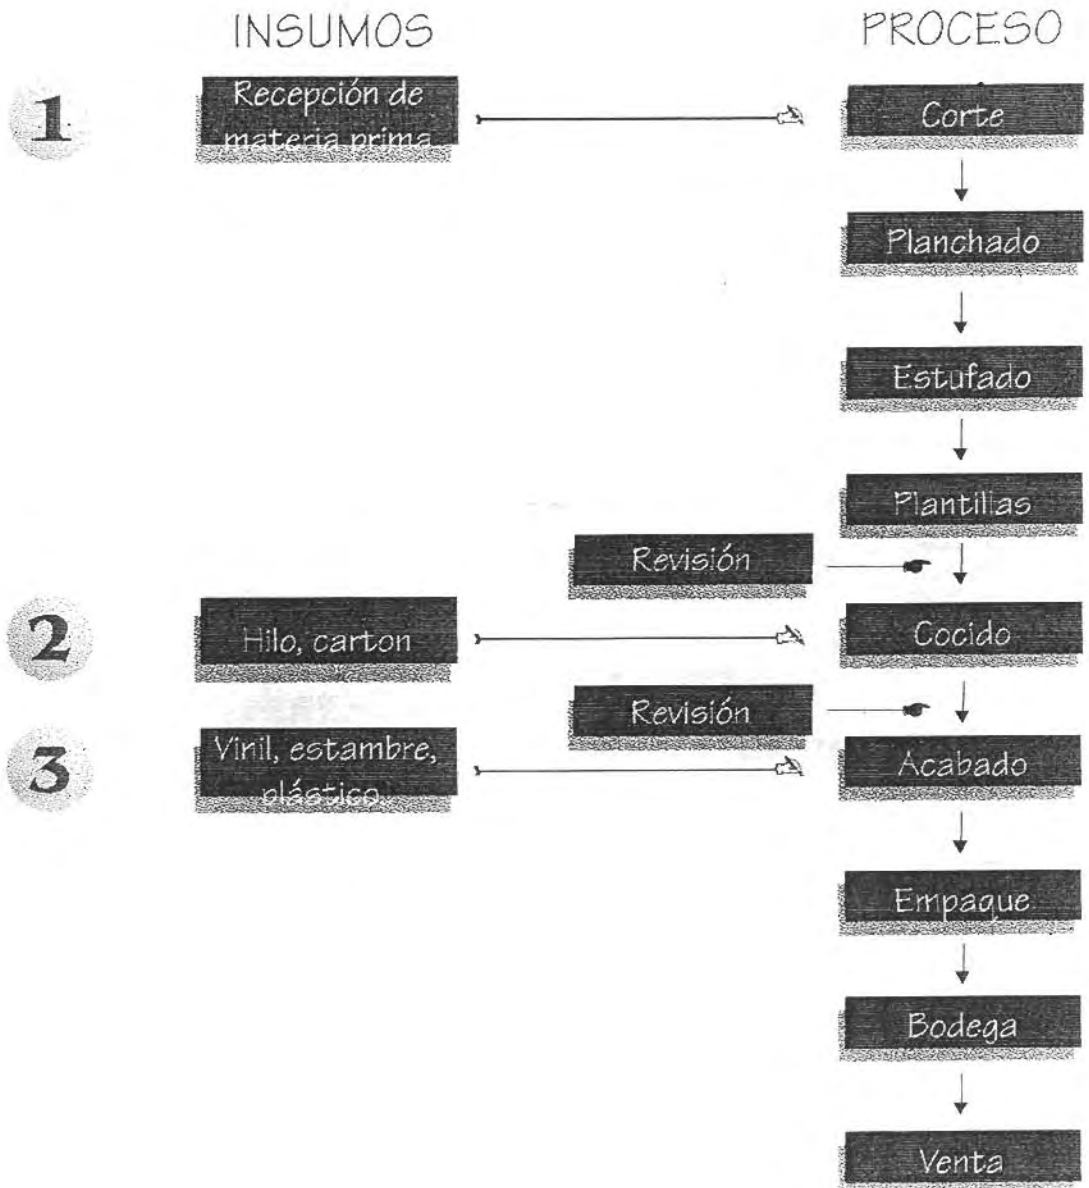 INSUMOS
PROCESO
1
Recepción de
materia prima
Corte
Planchado
Estufado
Plantillas
Revisión
2
Hilo, carton
Cocido
Revisión
3
Vinil, estambre,
plástico.
Acabado
Empaque
Bodega
Venta